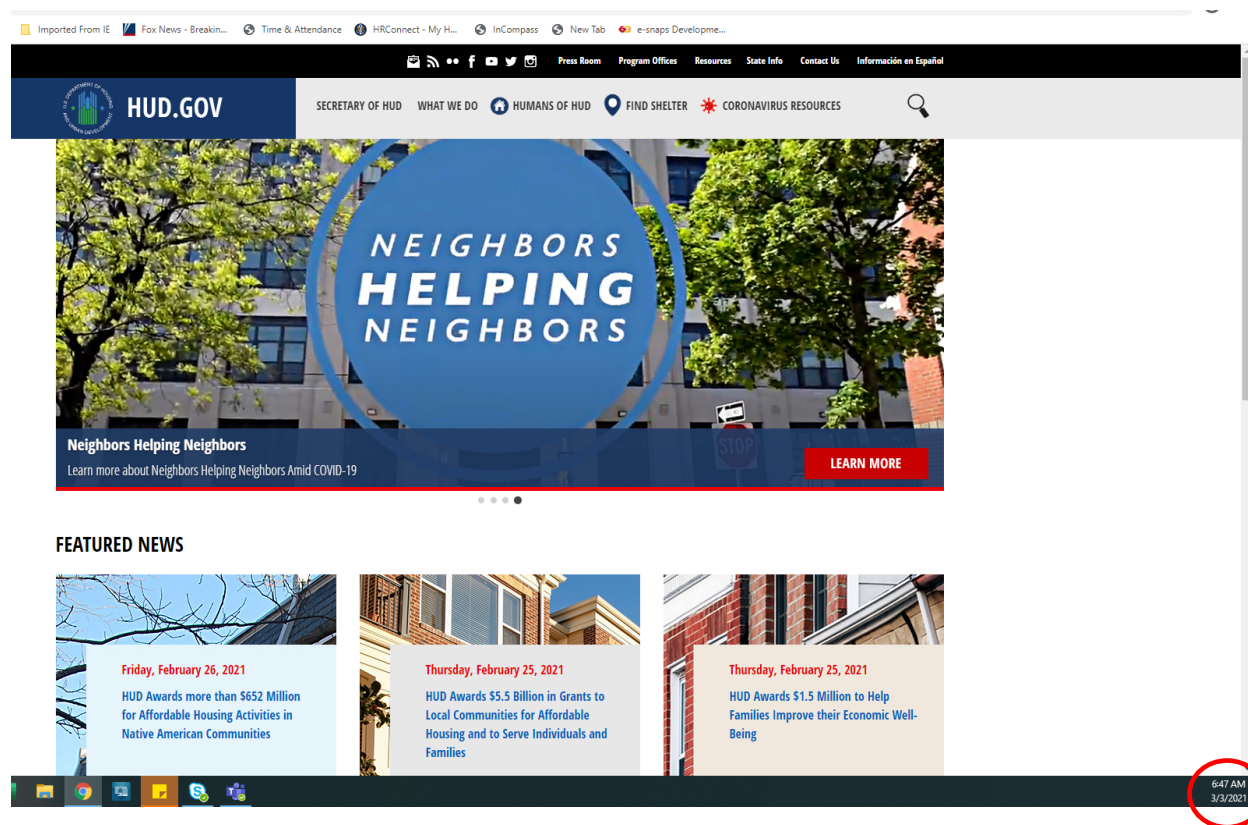 Imported From IE Fox News - Breakin... Time & Attendance HRConnect - My H... InCompass New Tab e-snaps Developme...
Press Room Program Offices Resources State Info Contact Us Información en Español
HUD.GOV
SECRETARY OF HUD WHAT WE DO HUMANS OF HUD FIND SHELTER CORONAVIRUS RESOURCES
NEIGHBORS
HELPING
NEIGHBORS
STOP
Neighbors Helping Neighbors
Learn more about Neighbors Helping Neighbors Amid COVID-19
LEARN MORE
FEATURED NEWS
Friday, February 26, 2021
HUD Awards more than $652 Million
for Affordable Housing Activities in
Native American Communities
Thursday, February 25, 2021
HUD Awards $5.5 Billion in Grants to
Local Communities for Affordable
Housing and to Serve Individuals and
Families
Thursday, February 25, 2021
HUD Awards $1.5 Million to Help
Families Improve their Economic Well-
Being
6:47 AM
3/3/2021